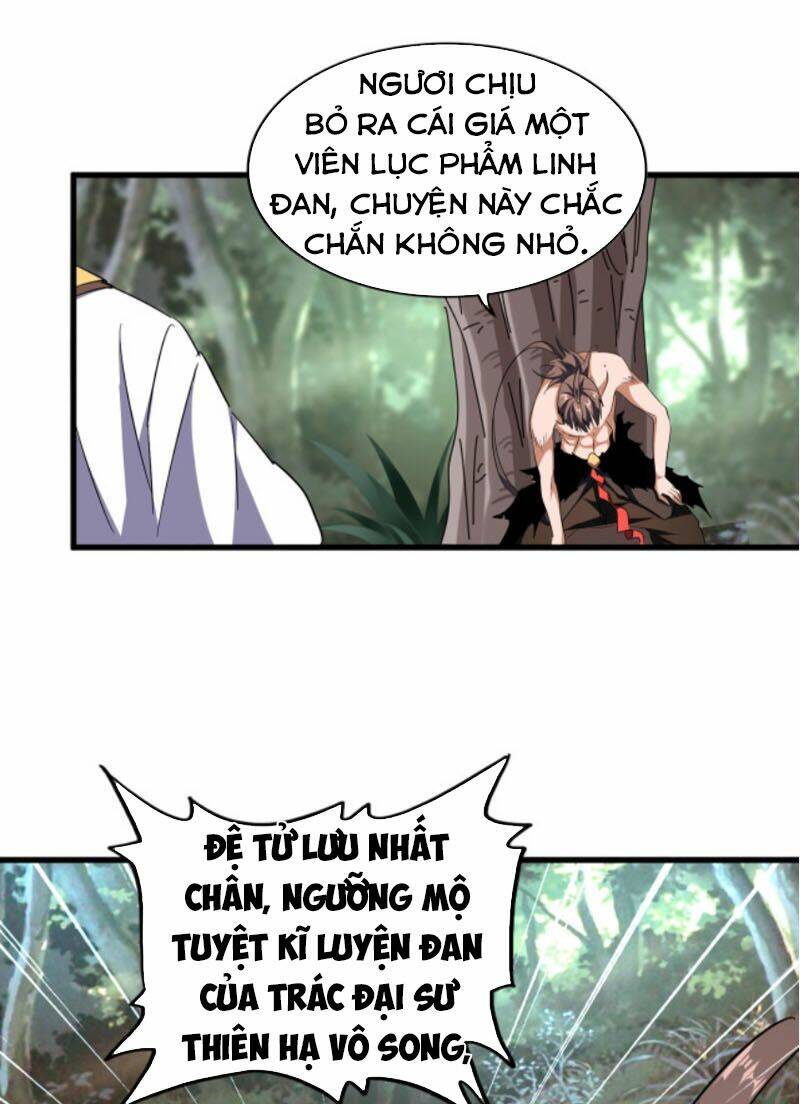 NGƯƠI CHỊU
BỎ RA CÁI GIÁ MỘT
VIÊN LỤC PHẨM LINH
ĐAN, CHUYỆN NÀY CHẮC
CHẮN KHÔNG NHỎ.
ĐỆ TỬ LƯU NHẤT
CHÂN, NGƯỠNG MỘ
TUYỆT KĨ LUYỆN ĐAN
CỦA TRÁC ĐẠI SƯ
THIÊN HẠ VÔ SONG,